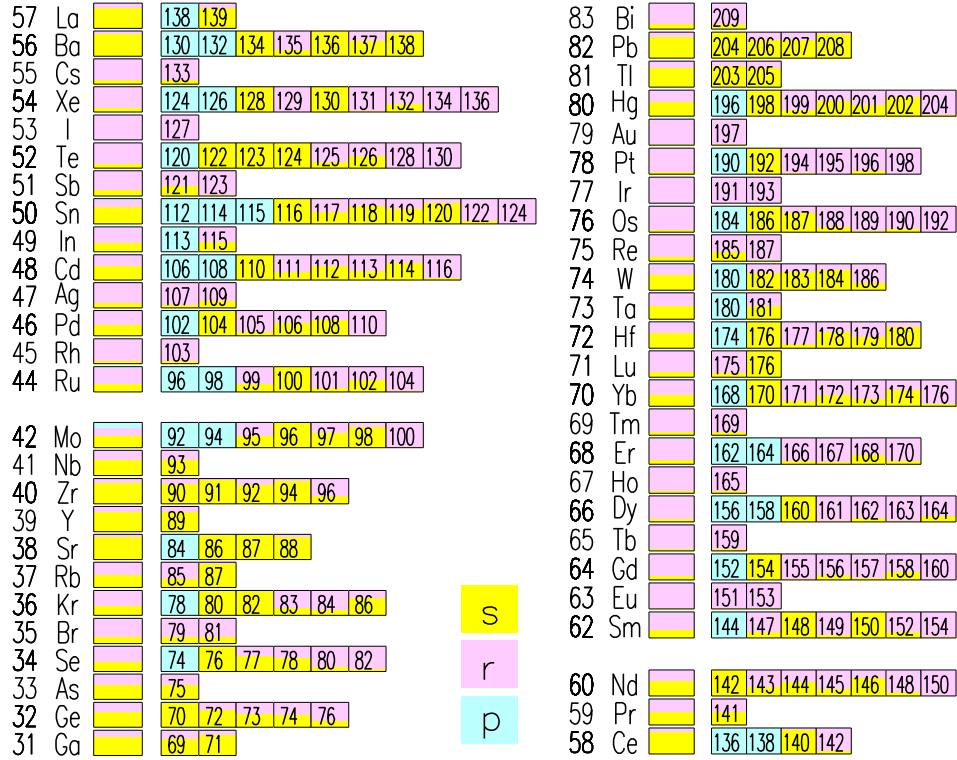 57 La 138 139
56 Ba 130 132 134 135 136 137 138
55 Cs 133
54 Xe 124 126 128 129 130 131 132 134 136
53 I 127
52 Te 120 122 123 124 125 126 128 130
51 Sb 121 123
50 Sn 112 114 115 116 117 118 119 120 122 124
49 In 113 115
48 Cd 106 108 110 111 112 113 114 116
47 Ag 107 109
46 Pd 102 104 105 106 108 110
45 Rh 103
44 Ru 96 98 99 100 101 102 104
42 Mo 92 94 95 96 97 98 100
41 Nb 93
40 Zr 90 91 92 94 96
39 Y 89
38 Sr 84 86 87 88
37 Rb 85 87
36 Kr 78 80 82 83 84 86
35 Br 79 81
34 Se 74 76 77 78 80 82
33 As 75
32 Ge 70 72 73 74 76
31 Ga 69 71
s
r
p
83 Bi 209
82 Pb 204 206 207 208
81 Tl 203 205
80 Hg 196 198 199 200 201 202 204
79 Au 197
78 Pt 190 192 194 195 196 198
77 Ir 191 193
76 Os 184 186 187 188 189 190 192
75 Re 185 187
74 W 180 182 183 184 186
73 Ta 180 181
72 Hf 174 176 177 178 179 180
71 Lu 175 176
70 Yb 168 170 171 172 173 174 176
69 Tm 169
68 Er 162 164 166 167 168 170
67 Ho 165
66 Dy 156 158 160 161 162 163 164
65 Tb 159
64 Gd 152 154 155 156 157 158 160
63 Eu 151 153
62 Sm 144 147 148 149 150 152 154
60 Nd 142 143 144 145 146 148 150
59 Pr 141
58 Ce 136 138 140 142